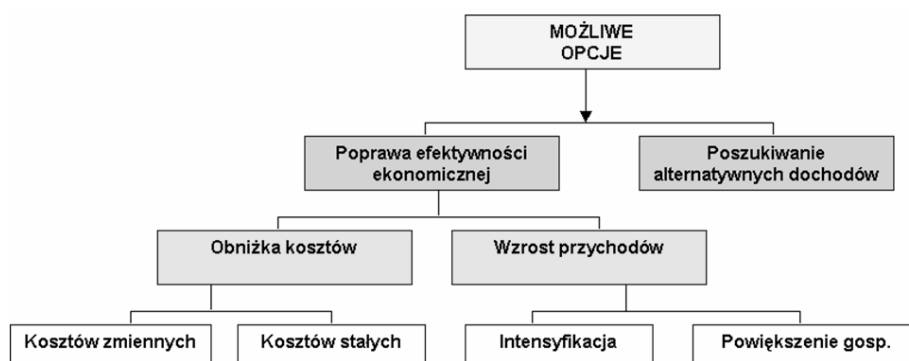 MOŻLIWE
OPCJE
Poprawa efektywności
ekonomicznej
Poszukiwanie
alternatywnych dochodów
Obniżka kosztów
Wzrost przychodów
Kosztów zmiennych
Kosztów stałych
Intensyfikacja
Powiększenie gosp.